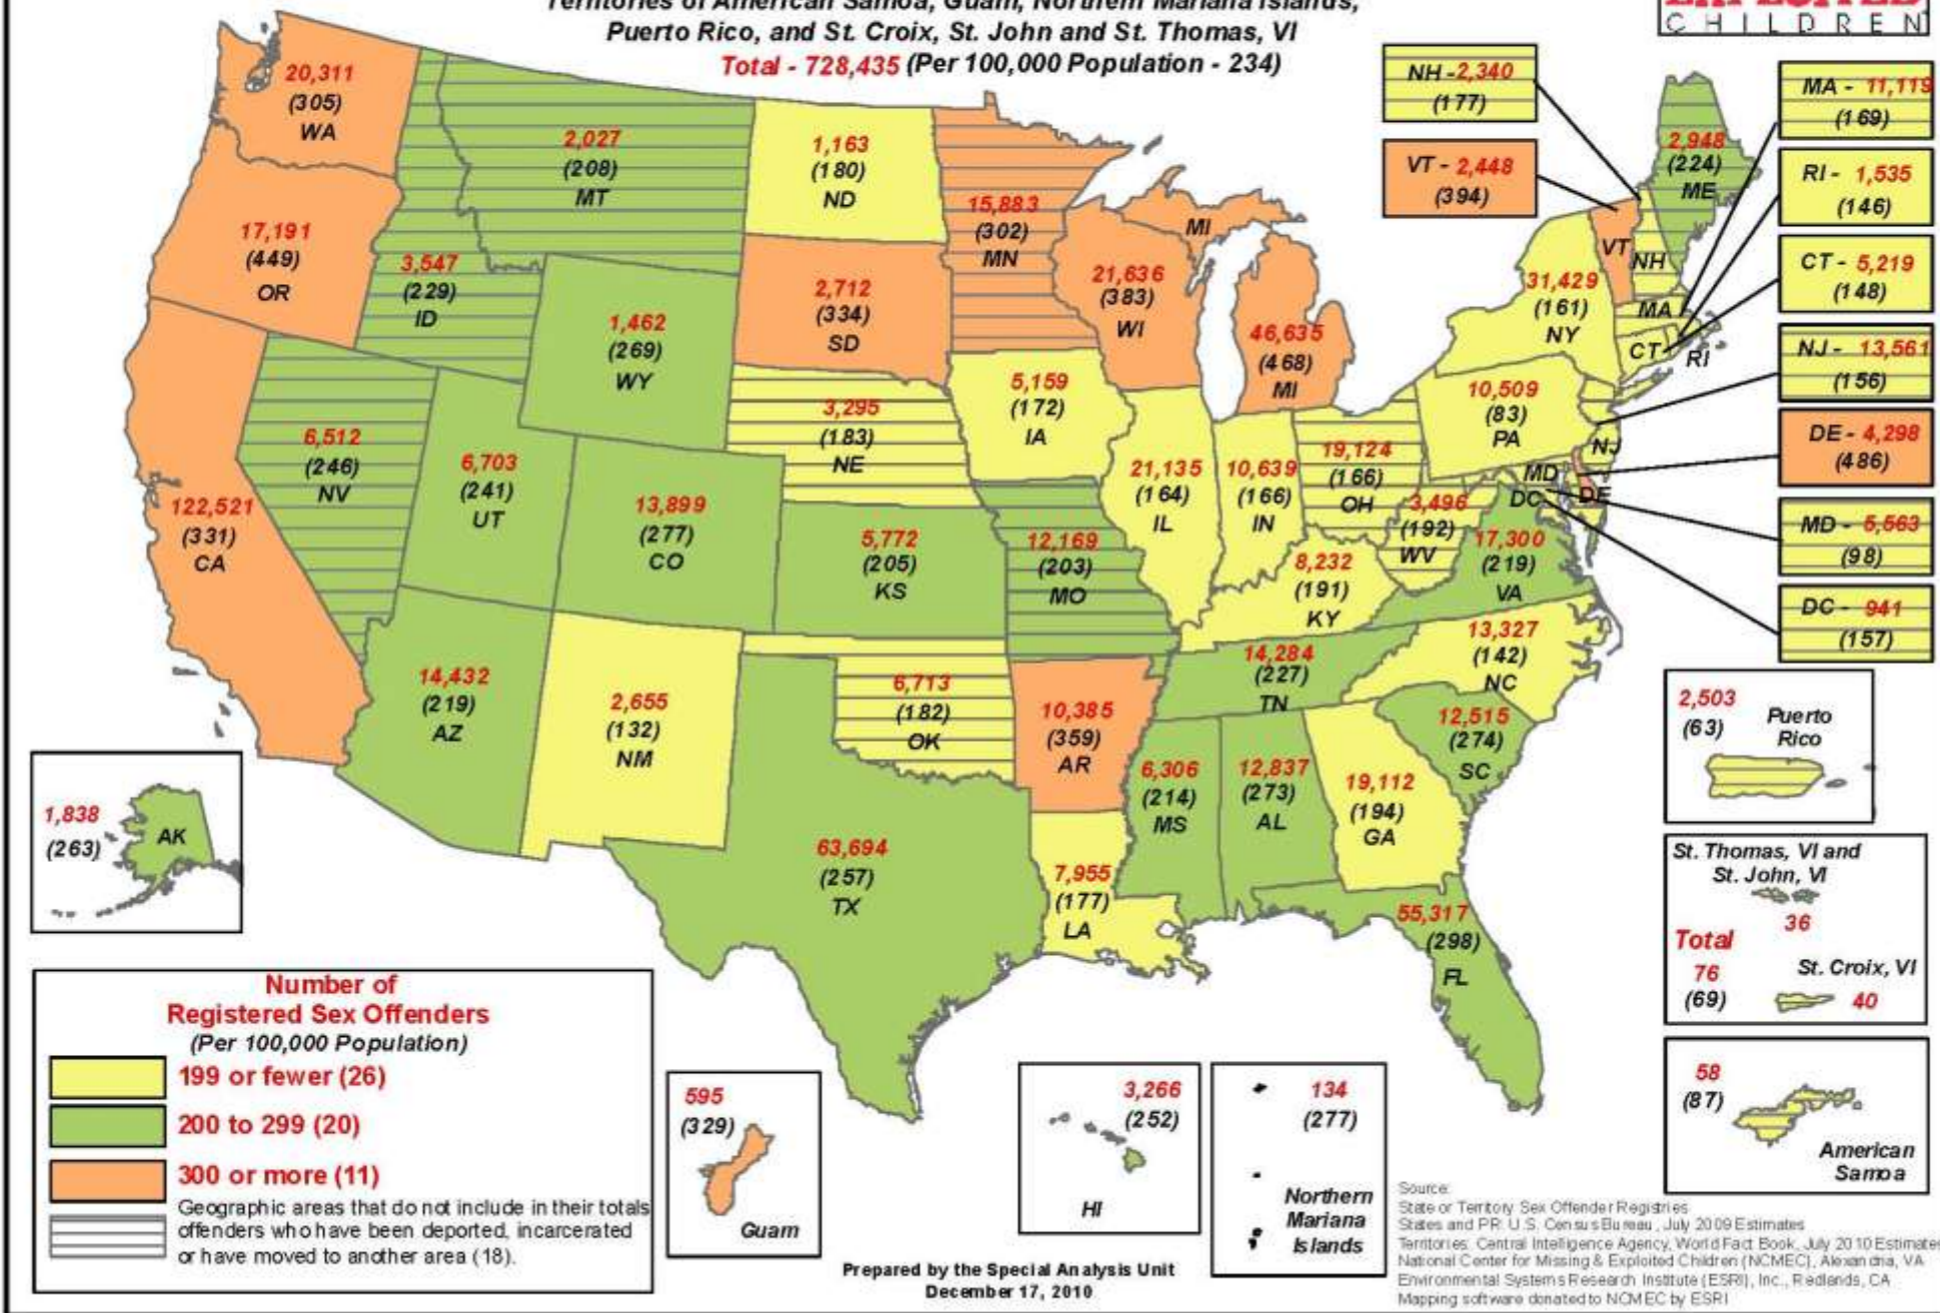 Territories of American Samoa, Guam, Northern Mariana Islands,
Puerto Rico, and St. Croix, St. John and St. Thomas, VI
Total - 728,435 (Per 100,000 Population - 234)
CHILDREN
20,311
(305)
WA
17,191
(449)
OR
122,521
(331)
CA
2,027
(208)
MT
3,547
(229)
ID
1,462
(269)
WY
6,512
(246)
NV
6,703
(241)
UT
13,899
(277)
CO
14,432
(219)
AZ
2,655
(132)
NM
1,163
(180)
ND
2,712
(334)
SD
3,295
(183)
NE
5,772
(205)
KS
6,713
(182)
OK
63,694
(257)
TX
15,883
(302)
MN
5,159
(172)
IA
12,169
(203)
MO
10,385
(359)
AR
7,955
(177)
LA
21,636
(383)
WI
MI
46,635
(468)
MI
21,135
(164)
IL
10,639
(166)
IN
19,124
(166)
OH
8,232
(191)
KY
14,284
(227)
TN
6,306
(214)
MS
12,837
(273)
AL
19,112
(194)
GA
55,317
(298)
FL
12,515
(274)
SC
13,327
(142)
NC
17,300
(219)
VA
3,496
(192)
WV
10,509
(83)
PA
31,429
(161)
NY
2,948
(224)
ME
VT
NH
MA
CT
RI
NJ
MD
DE
DC
NH -2,340
(177)
VT - 2,448
(394)
MA - 11,119
(169)
RI - 1,535
(146)
CT - 5,219
(148)
NJ - 13,561
(156)
DE - 4,298
(486)
MD - 5,563
(98)
DC - 941
(157)
2,503
(63)
Puerto
Rico
St. Thomas, VI and
St. John, VI
36
Total
76
(69)
St. Croix, VI
40
58
(87)
American
Samoa
1,838
(263)
AK
Number of
Registered Sex Offenders
(Per 100,000 Population)
199 or fewer (26)
200 to 299 (20)
300 or more (11)
Geographic areas that do not include in their totals
offenders who have been deported, incarcerated
or have moved to another area (18).
595
(329)
Guam
3,266
(252)
HI
134
(277)
Northern
Mariana
Islands
Prepared by the Special Analysis Unit
December 17, 2010
Source:
State or Territory Sex Offender Registries
States and PR: U.S. Census Bureau, July 2009 Estimates
Territories: Central Intelligence Agency, World Fact Book, July 2010 Estimates
National Center for Missing & Exploited Children (NCMEC), Alexandria, VA
Environmental Systems Research Institute (ESRI), Inc., Redlands, CA
Mapping software donated to NCMEC by ESRI